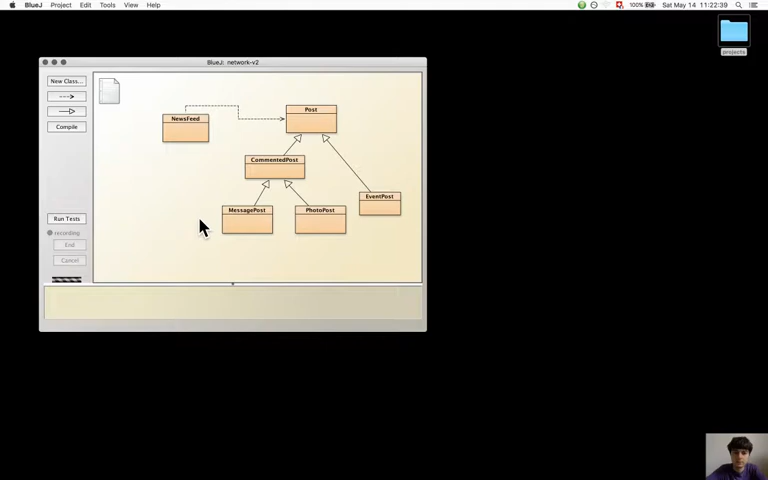 BlueJ Project Edit Tools View Help
100% Sat May 14 11:22:39
projects
BlueJ: network-v2
New Class...
Compile
Run Tests
recording
End
Cancel
NewsFeed
Post
CommentedPost
EventPost
MessagePost
PhotoPost